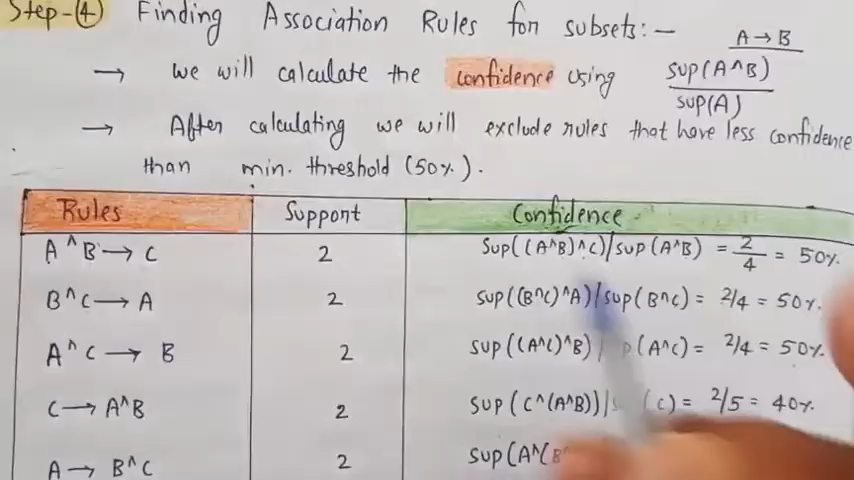 Step-④ Finding Association Rules for subsets:-
A → B
→ We will calculate the confidence using sup(A^B)
sup(A)
→ After calculating we will exclude rules that have less confidence
than min. threshold (50%).
Rules Support Confidence
A^B → C 2 Sup((A^B)^C)/sup(A^B) = 2/4 = 50%.
B^C → A 2 Sup((B^C)^A)/sup(B^C) = 2/4 = 50%.
A^C → B 2 Sup((A^C)^B)/ (A^C) = 2/4 = 50%.
C → A^B 2 Sup(C^(A^B))/ (C) = 2/5 = 40%.
A → B^C 2 Sup(A^(B